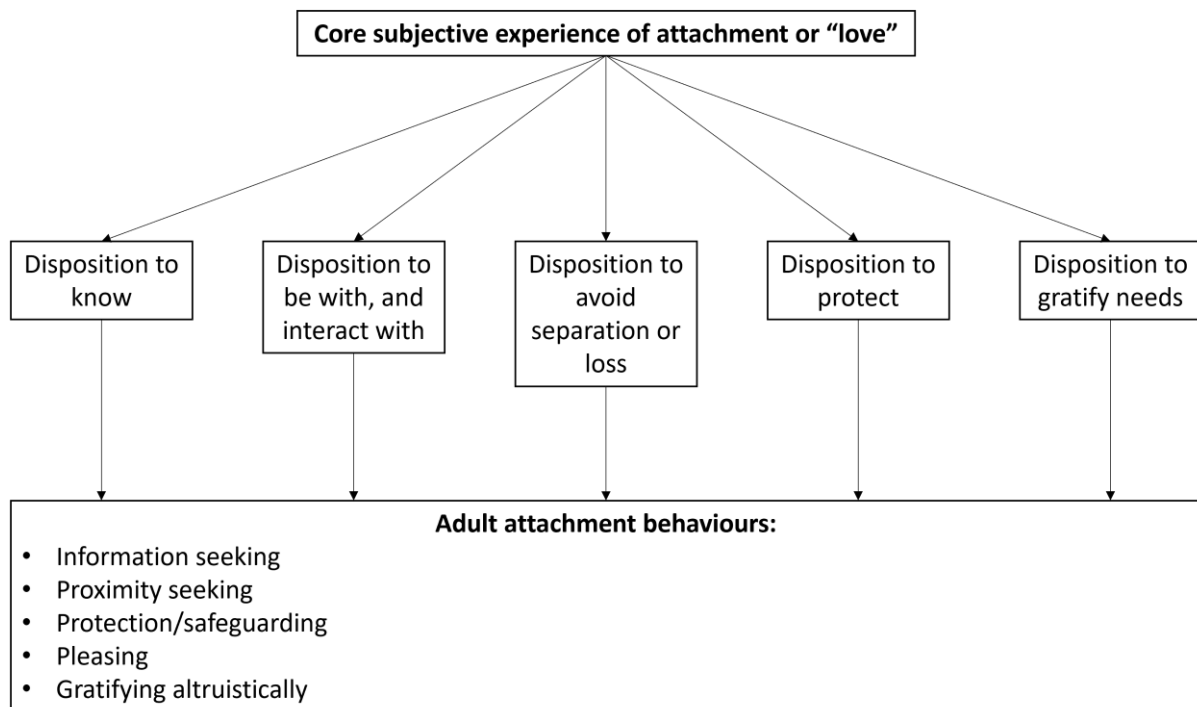 Core subjective experience of attachment or “love”
Disposition to
know
Disposition to
be with, and
interact with
Disposition to
avoid
separation or
loss
Disposition to
protect
Disposition to
gratify needs
Adult attachment behaviours:
• Information seeking
• Proximity seeking
• Protection/safeguarding
• Pleasing
• Gratifying altruistically